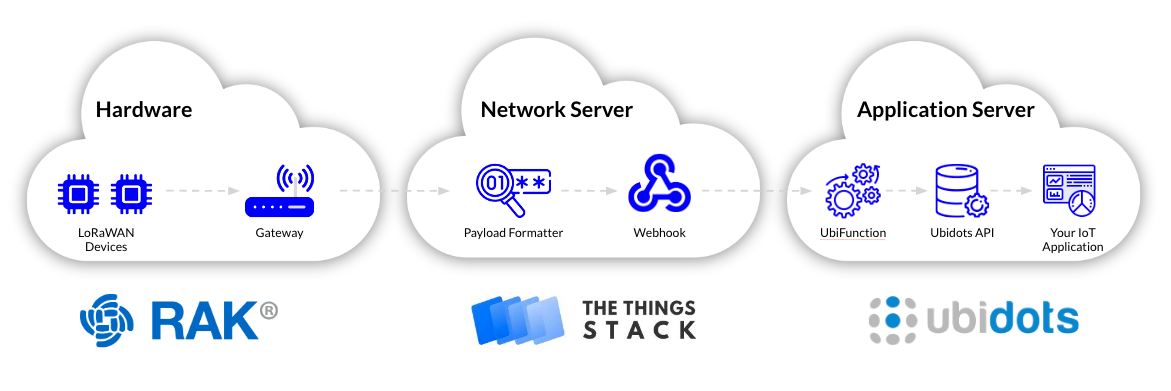 Hardware
Network Server
Application Server
01**
LoRaWAN
Devices
Gateway
Payload Formatter
Webhook
UbiFunction
Ubidots API
Your IoT
Application
RAK®
THE THINGS
STACK
ubidots